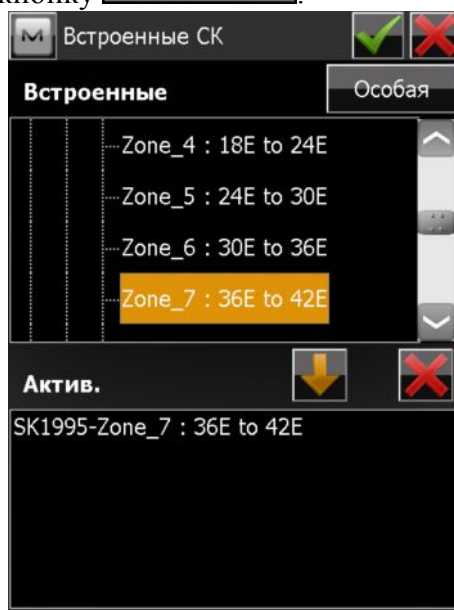 кнопку .
Встроенные СК
Встроенные
Особая
Zone_4 : 18E to 24E
Zone_5 : 24E to 30E
Zone_6 : 30E to 36E
Zone_7 : 36E to 42E
Актив.
SK1995-Zone_7 : 36E to 42E